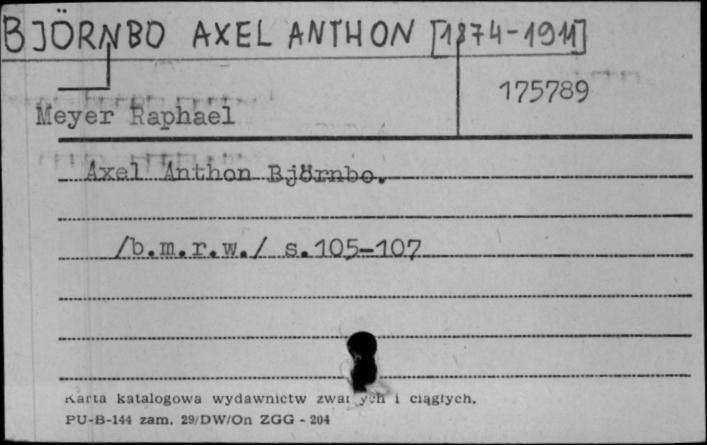 BJÖRNBO AXEL ANTHON [1874-1911]
175789
Meyer Raphael
Axel Anthon Björnbo.
/b.m.r.w./ s.105-107
Karta katalogowa wydawnictw i ciągłych.
PU-B-144 zam. 29/DW/On ZGG - 204